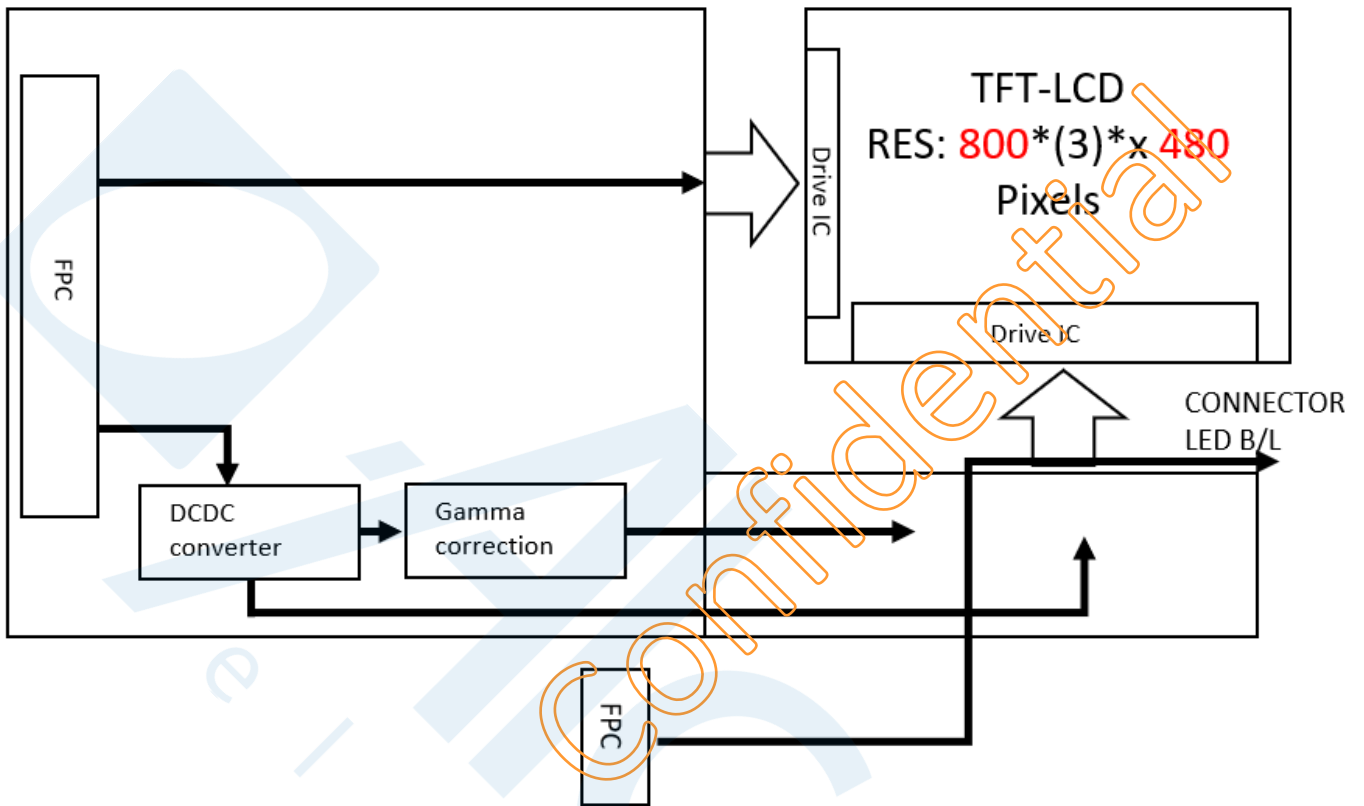 TFT-LCD
RES: 800*(3)*x 480
Pixels
Drive IC
FPC
Drive IC
CONNECTOR
LED B/L
DCDC
converter
Gamma
correction
FPC
Confidential